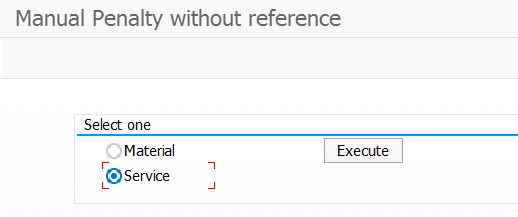 Manual Penalty without reference
Select one
Material
Execute
Service